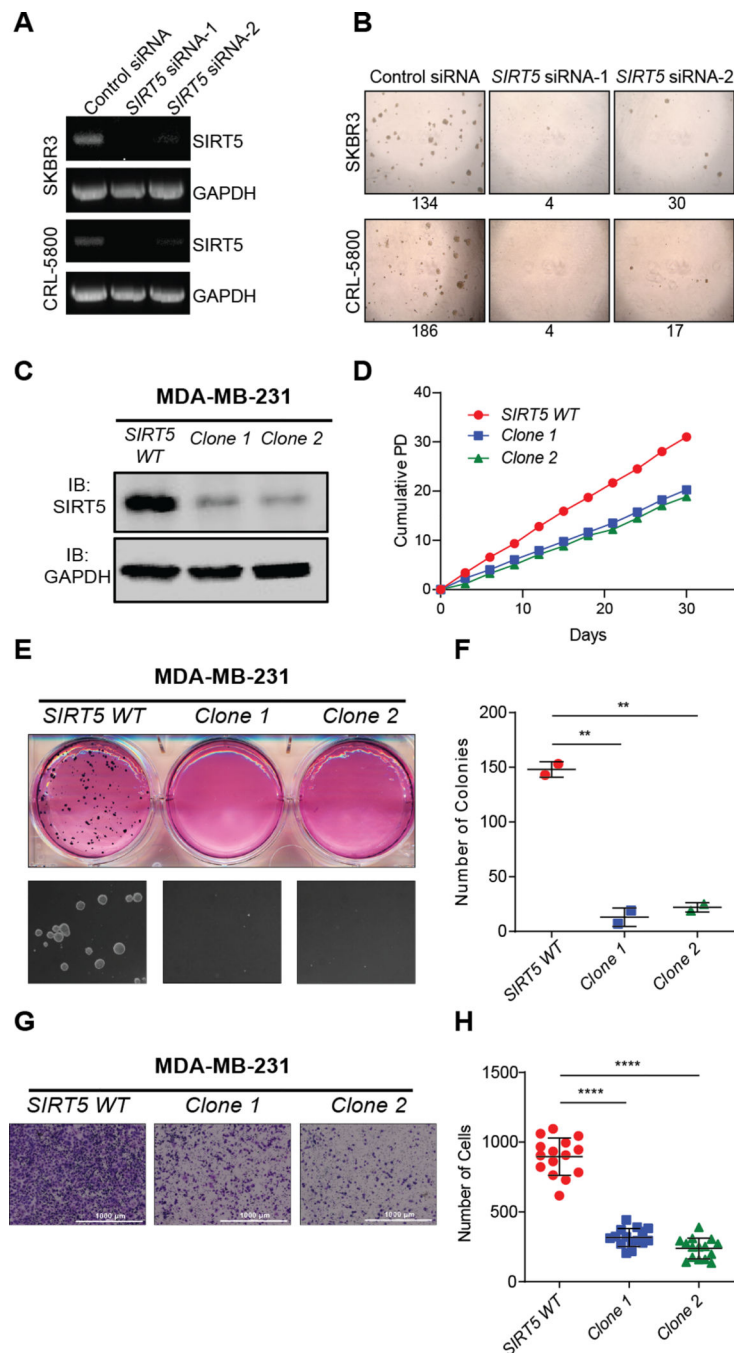 A
Control siRNA
SIRT5 siRNA-1
SIRT5 siRNA-2
SKBR3
SIRT5
GAPDH
CRL-5800
SIRT5
GAPDH
B
Control siRNA SIRT5 siRNA-1 SIRT5 siRNA-2
SKBR3
134 4 30
CRL-5800
186 4 17
C
MDA-MB-231
SIRT5 WT Clone 1 Clone 2
IB: SIRT5
IB: GAPDH
D
Cumulative PD
40
30
20
10
0
SIRT5 WT
Clone 1
Clone 2
0 10 20 30
Days
E
MDA-MB-231
SIRT5 WT Clone 1 Clone 2
F
Number of Colonies
200
150
100
50
0
**
**
SIRT5 WT Clone 1 Clone 2
G
MDA-MB-231
SIRT5 WT Clone 1 Clone 2
1000 µm 1000 µm 1000 µm
H
Number of Cells
1500
1000
500
0
****
****
SIRT5 WT Clone 1 Clone 2